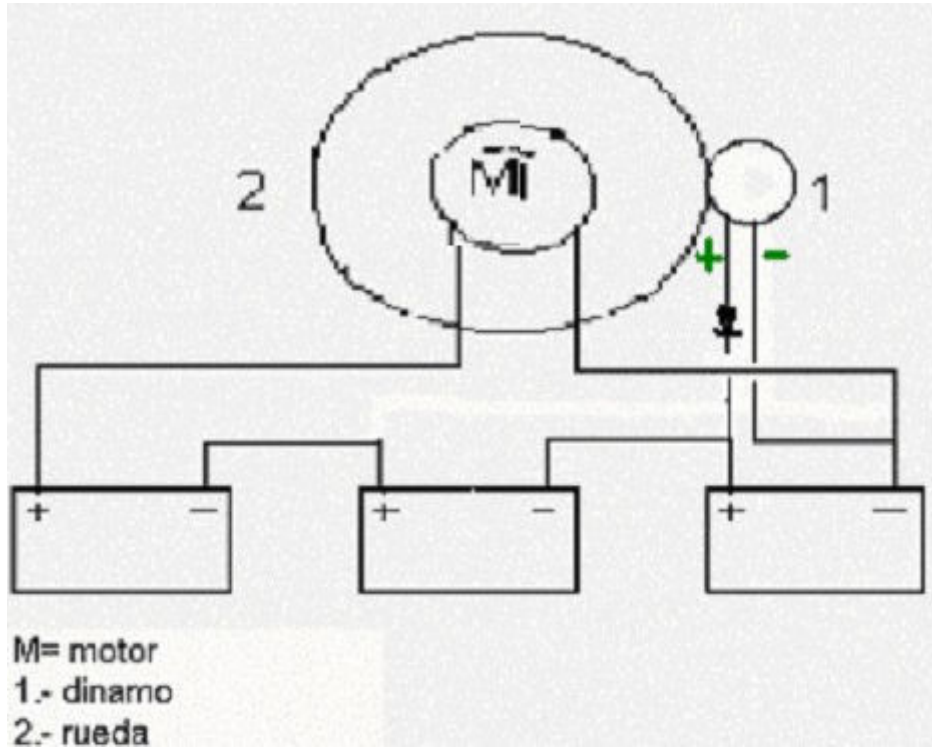 M
2
1
+ -
+ - + - + -
M= motor
1.- dinamo
2.- rueda